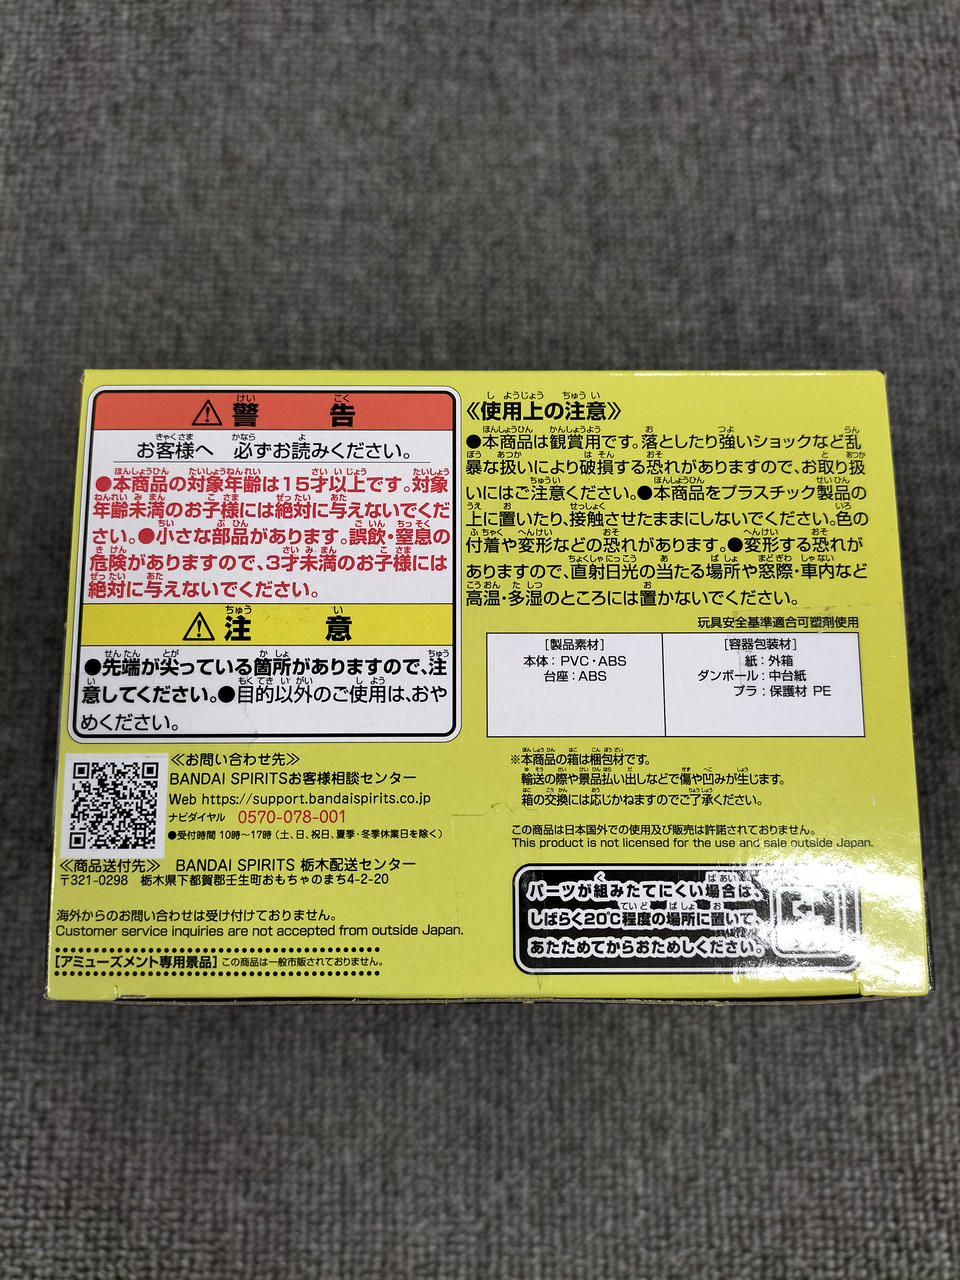 ⚠警告
お客様へ 必ずお読みください。
●本商品の対象年齢は15才以上です。対象
年齢未満のお子様には絶対に与えないでくだ
さい。●小さな部品があります。誤飲・窒息の
危険がありますので、3才未満のお子様には
絶対に与えないでください。
⚠注意
●先端が尖っている箇所がありますので、注
意してください。●目的以外のご使用は、おや
めください。
≪お問い合わせ先≫
BANDAI SPIRITSお客様相談センター
Web https://support.bandaispirits.co.jp
ナビダイヤル 0570-078-001
●受付時間 10時〜17時(土、日、祝日、夏季・冬季休業日を除く)
≪商品送付先≫ BANDAI SPIRITS 栃木配送センター
〒321-0298 栃木県下都賀郡壬生町おもちゃのまち4-2-20
海外からのお問い合わせは受け付けておりません。
Customer service inquiries are not accepted from outside Japan.
【アミューズメント専用景品】この商品は一般市販されておりません。
≪使用上の注意≫
●本商品は観賞用です。落としたり強いショックなど乱
暴な扱いにより破損する恐れがありますので、お取り扱
いにはご注意ください。●本商品をプラスチック製品の
上に置いたり、接触させたままにしないでください。色の
付着や変形などの恐れがあります。●変形する恐れが
ありますので、直射日光の当たる場所や窓際・車内など
高温・多湿のところには置かないでください。
玩具安全基準適合可塑剤使用
[製品素材]
本体：PVC・ABS
台座：ABS
[容器包装材]
紙：外箱
ダンボール：中台紙
プラ：保護材 PE
※本商品の箱は梱包材です。
輸送の際や景品払い出しなどで傷や凹みが生じます。
箱の交換には応じかねますのでご了承ください。
この商品は日本国外での使用及び販売は許諾されておりません。
This product is not licensed for the use and sale outside Japan.
パーツが組みたてにくい場合は、
しばらく20℃程度の場所に置いて、
あたためてからおためしください。